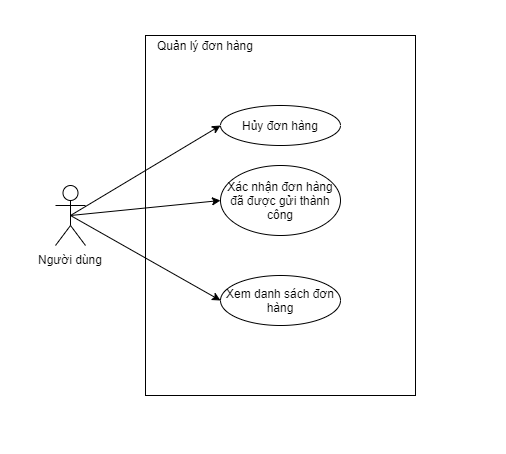 Quản lý đơn hàng
Hủy đơn hàng
Xác nhận đơn hàng
đã được gửi thành
công
Người dùng
Xem danh sách đơn
hàng